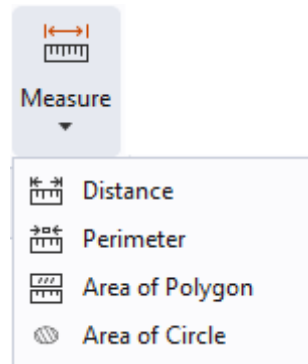 Measure
Distance
Perimeter
Area of Polygon
Area of Circle